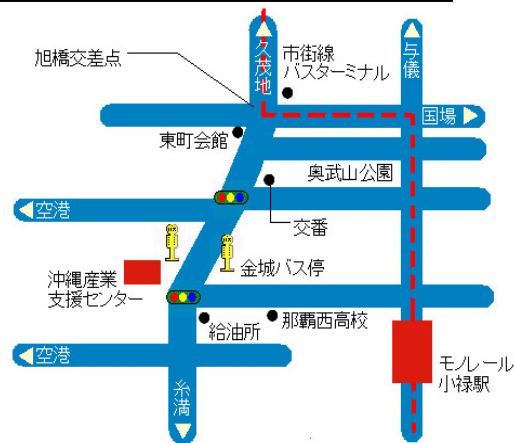 旭橋交差点
久茂地
市街線
バスターミナル
与儀
国場
東町会館
奥武山公園
空港
交番
金城バス停
沖縄産業
支援センター
給油所
那覇西高校
空港
モノレール
小禄駅
糸満